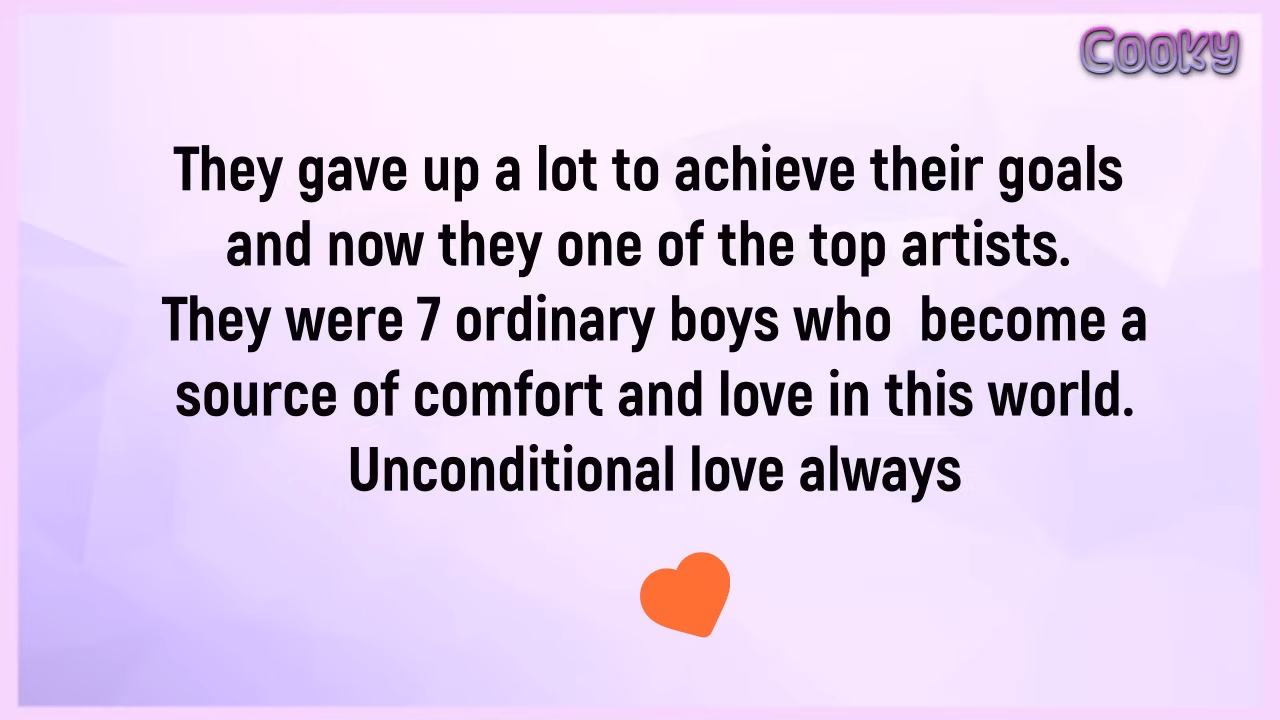 Cooky
They gave up a lot to achieve their goals
and now they one of the top artists.
They were 7 ordinary boys who  become a
source of comfort and love in this world.
Unconditional love always